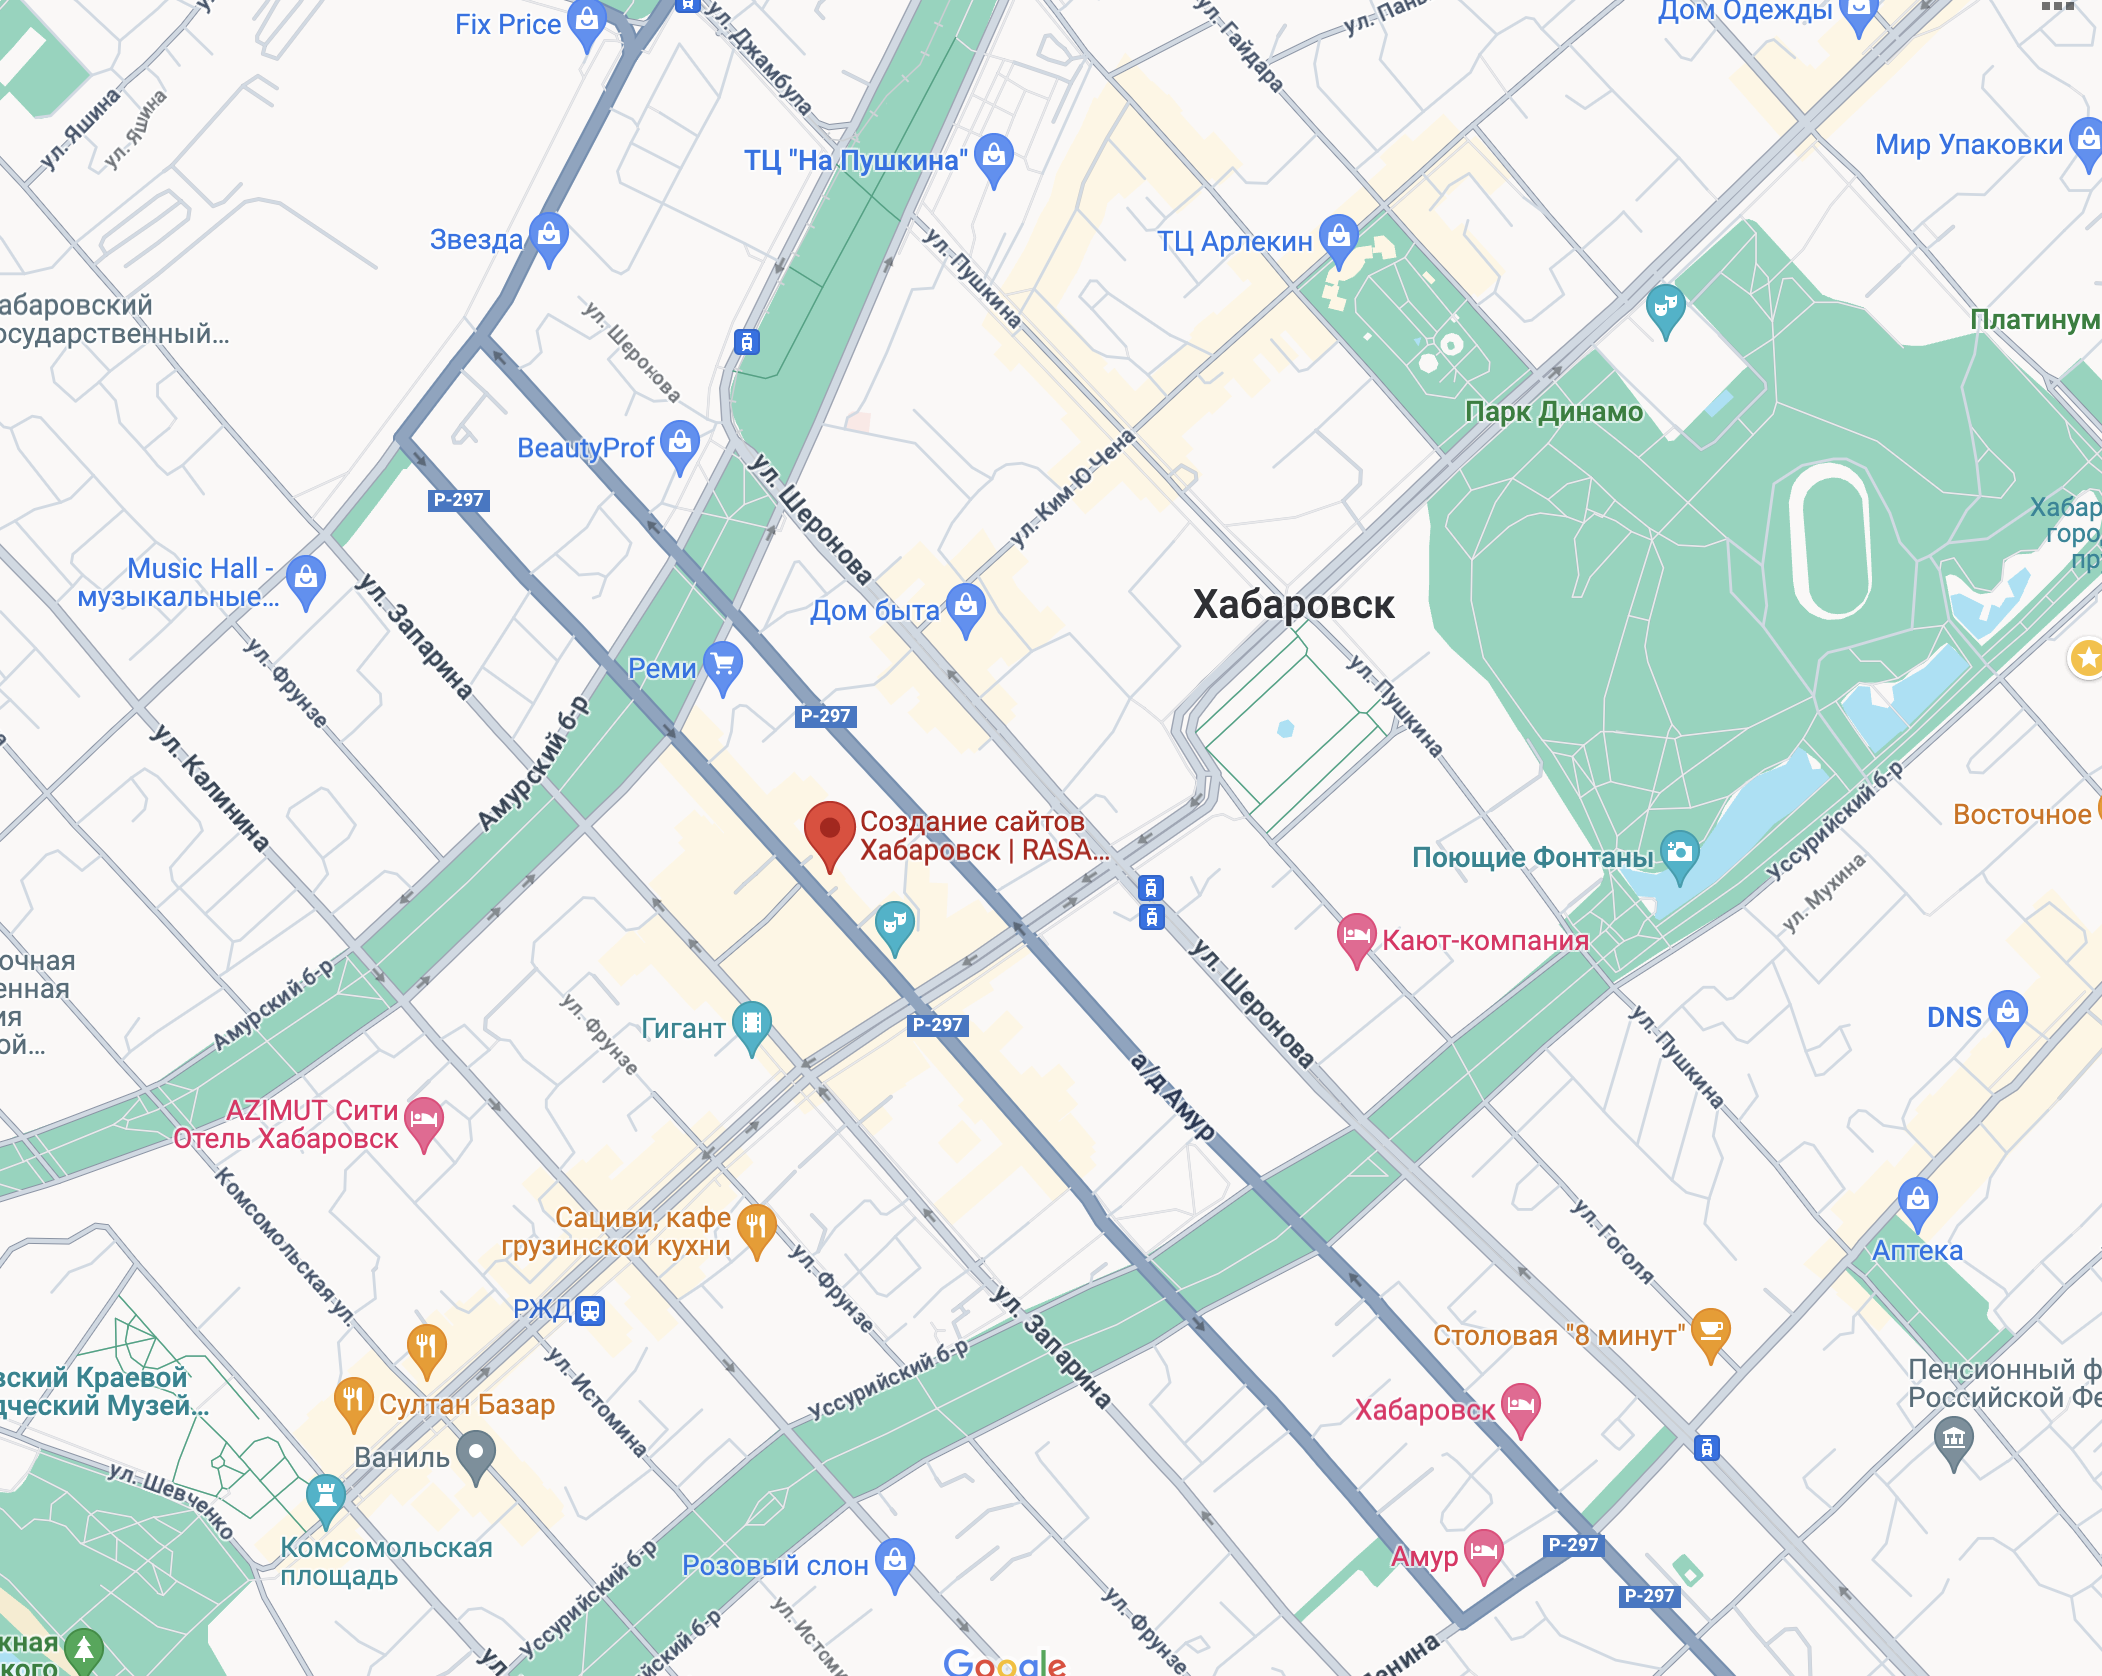 Fix Price
ул. Джамбула
ул. Гайдара
Дом Одежды
ул. Яшина
ул. Яшина
ТЦ "На Пушкина"
Мир Упаковки
Звезда
ул. Пушкина
ТЦ Арлекин
абаровский
осударственный...
ул. Шеронова
Платинум
Парк Динамо
BeautyProf
ул. Шеронова
ул. Ким Ю Чена
P-297
Хабар
горо
пр
Music Hall -
музыкальные...
ул. Запарина
Дом быта
Хабаровск
ул. Фрунзе
Реми
ул. Пушкина
P-297
Амурский б-р
ул. Калинина
Создание сайтов
Хабаровск | RASA...
Уссурийский б-р
Восточное
Поющие Фонтаны
ул. Мухина
Кают-компания
очная
енная
ия
ой...
Амурский б-р
ул. Шеронова
ул. Фрунзе
Гигант
P-297
DNS
ул. Пушкина
а/д Амур
AZIMUT Сити
Отель Хабаровск
Комсомольская ул.
Сациви, кафе
грузинской кухни
ул. Фрунзе
ул. Гоголя
Аптека
РЖД
ул. Запарина
Столовая "8 минут"
вский Краевой
дческий Музей...
Султан Базар
ул. Истомина
Уссурийский б-р
Хабаровск
Пенсионный ф
Российской Фе
Ваниль
ул. Шевченко
Комсомольская
площадь
Розовый слон
Амур
P-297
P-297
Уссурийский б-р
ийский б-р
ул. Истоми
ул. Фрунзе
Ленина
жная
кого
ул.
Google